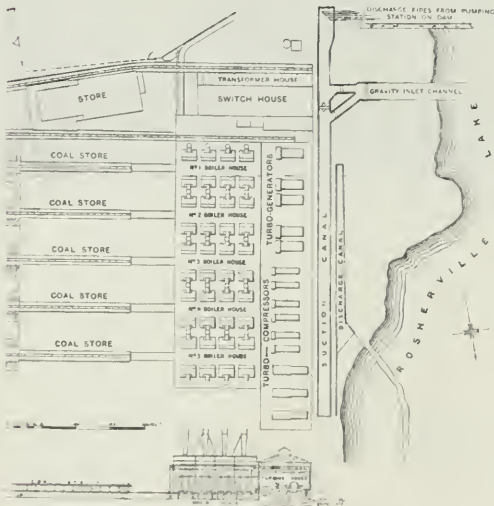 DISCHARGE PIPES FROM PUMPING
STATION ON DAM
TRANSFORMER HOUSE
SWITCH HOUSE
STORE
GRAVITY INLET CHANNEL
LAKE
ROSHERVILLE
COAL STORE
Nº 1 BOILER HOUSE
TURBO-GENERATORS
COAL STORE
Nº 2 BOILER HOUSE
COAL STORE
Nº 3 BOILER HOUSE
SUCTION CANAL
DISCHARGE CANAL
COAL STORE
Nº 4 BOILER HOUSE
TURBO-COMPRESSORS
COAL STORE
Nº 5 BOILER HOUSE